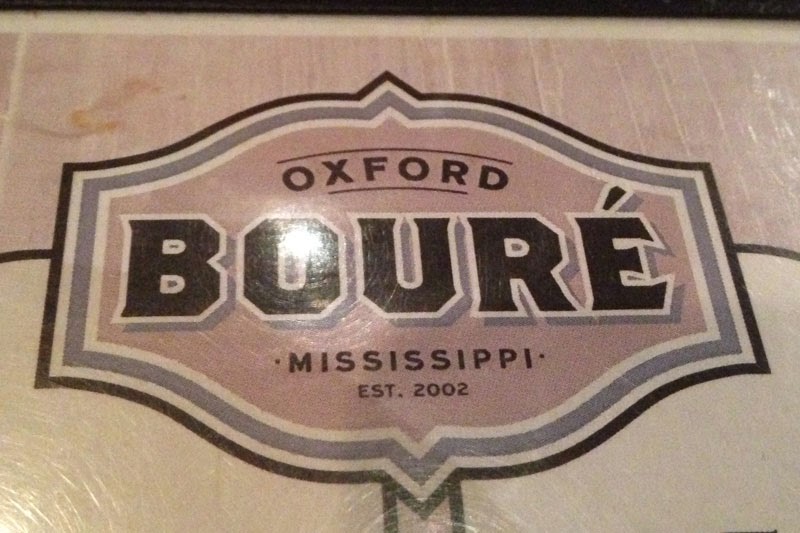 OXFORD
BOURÉ
·MISSISSIPPI·
EST. 2002